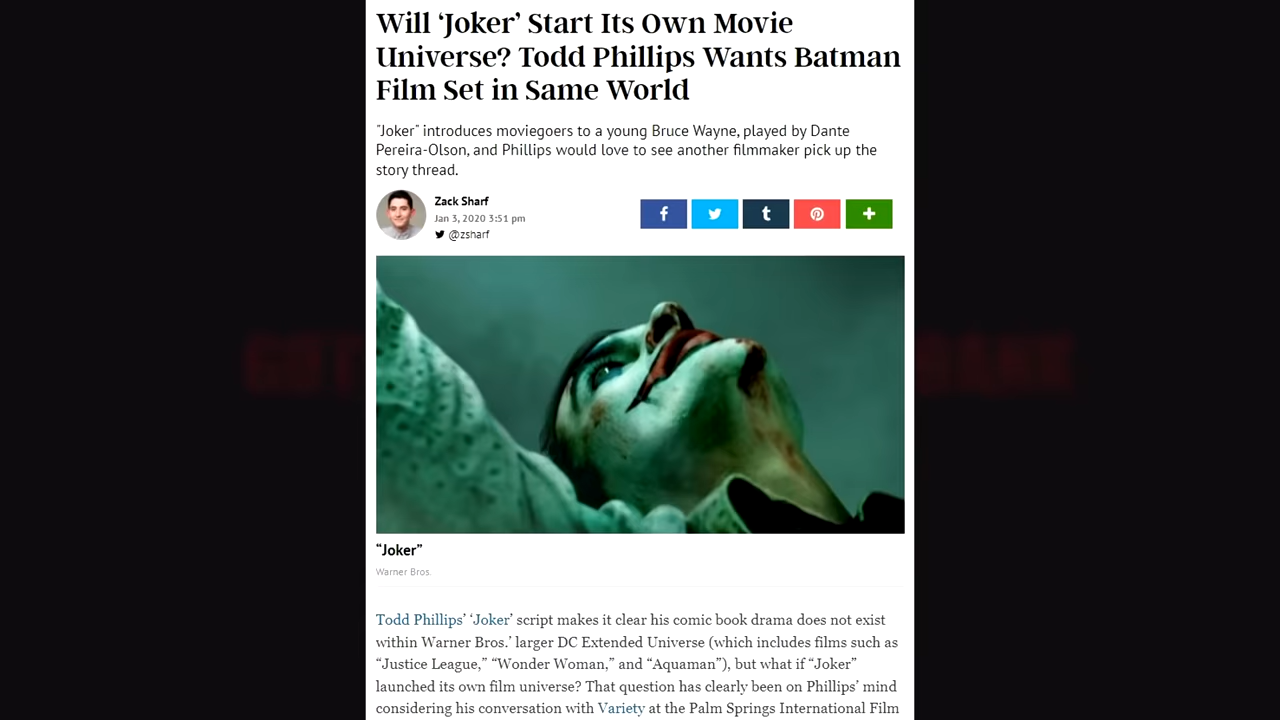 Will ‘Joker’ Start Its Own Movie
Universe? Todd Phillips Wants Batman
Film Set in Same World
"Joker" introduces moviegoers to a young Bruce Wayne, played by Dante
Pereira-Olson, and Phillips would love to see another filmmaker pick up the
story thread.
Zack Sharf
Jan 3, 2020 3:51 pm
@zsharf
“Joker”
Warner Bros.
Todd Phillips’ ‘Joker’ script makes it clear his comic book drama does not exist
within Warner Bros.’ larger DC Extended Universe (which includes films such as
“Justice League,” “Wonder Woman,” and “Aquaman”), but what if “Joker”
launched its own film universe? That question has clearly been on Phillips’ mind
considering his conversation with Variety at the Palm Springs International Film